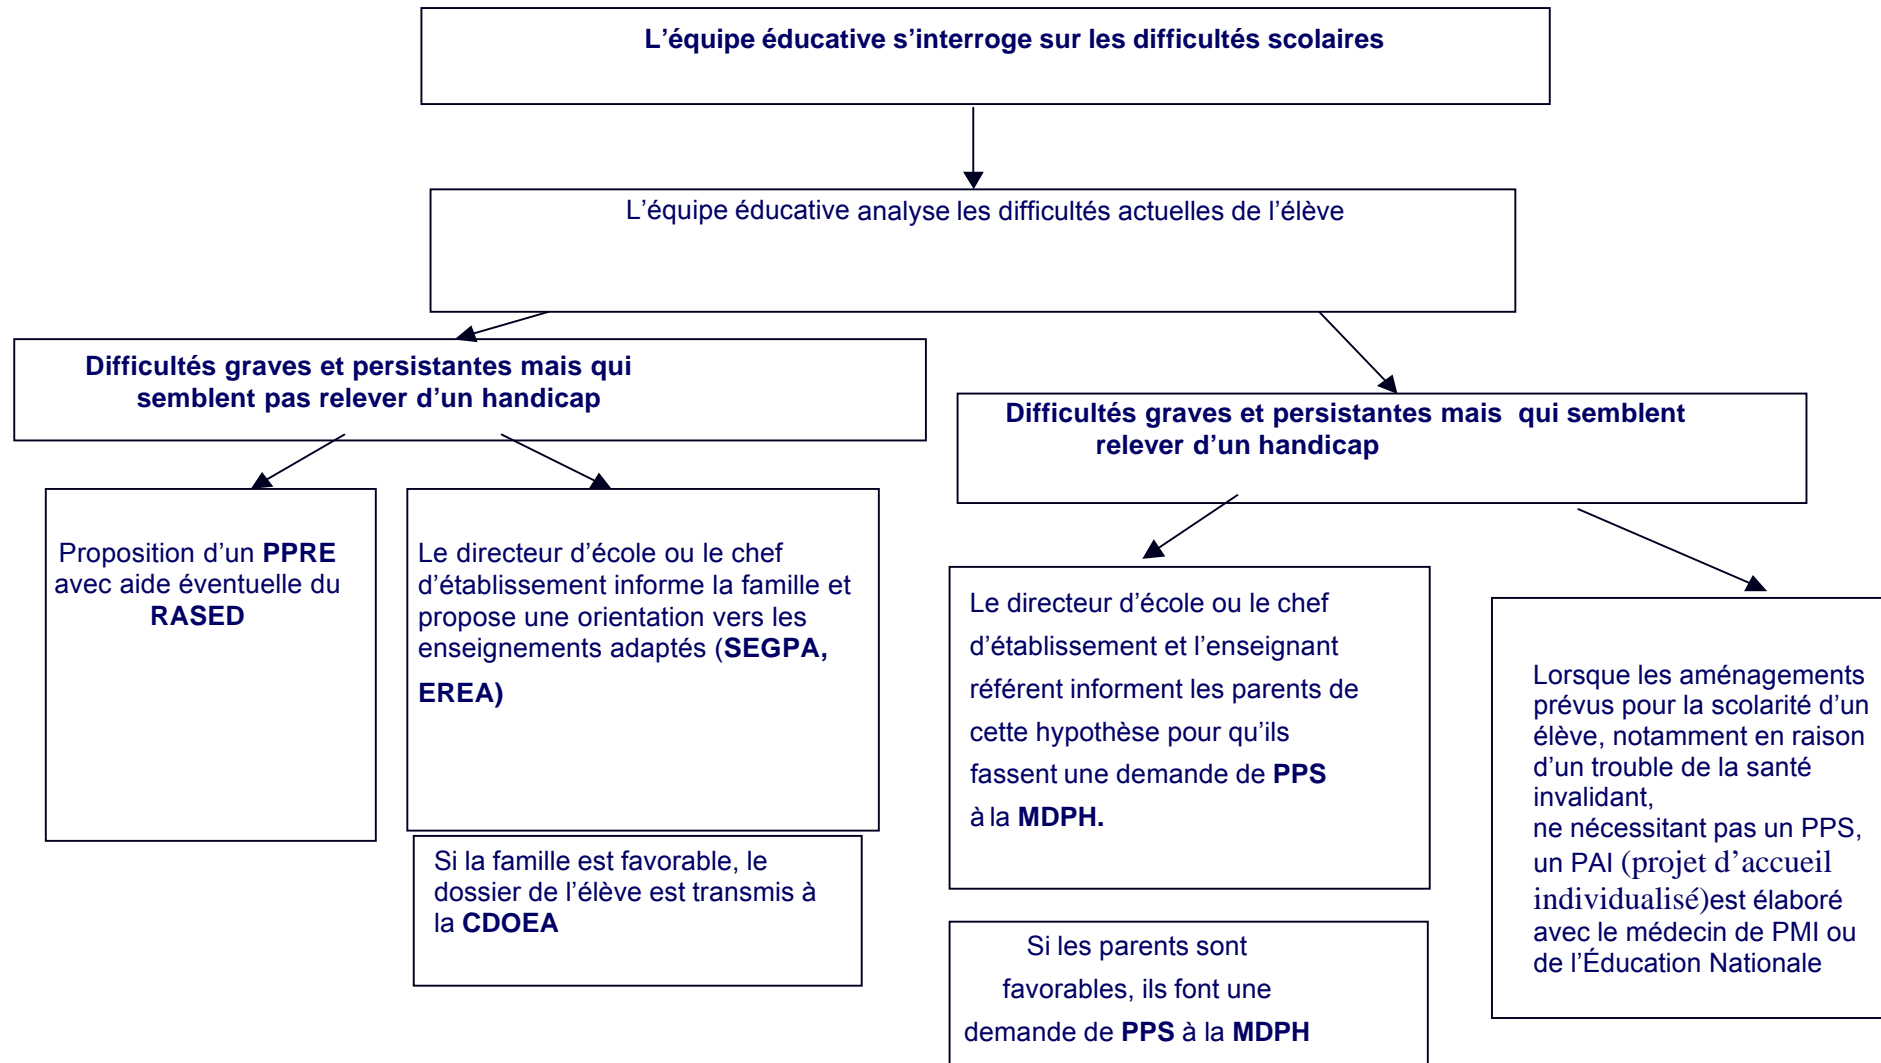 L’équipe éducative s’interroge sur les difficultés scolaires
L’équipe éducative analyse les difficultés actuelles de l’élève
Difficultés graves et persistantes mais qui
semblent pas relever d’un handicap
Difficultés graves et persistantes mais qui semblent
relever d’un handicap
Proposition d’un PPRE
avec aide éventuelle du
RASED
Le directeur d’école ou le chef
d’établissement informe la famille et
propose une orientation vers les
enseignements adaptés (SEGPA,
EREA)
Si la famille est favorable, le
dossier de l’élève est transmis à
la CDOEA
Le directeur d’école ou le chef
d’établissement et l’enseignant
référent informent les parents de
cette hypothèse pour qu’ils
fassent une demande de PPS
à la MDPH.
Si les parents sont
favorables, ils font une
demande de PPS à la MDPH
Lorsque les aménagements
prévus pour la scolarité d’un
élève, notamment en raison
d’un trouble de la santé
invalidant,
ne nécessitant pas un PPS,
un PAI (projet d’accueil
individualisé)est élaboré
avec le médecin de PMI ou
de l’Éducation Nationale